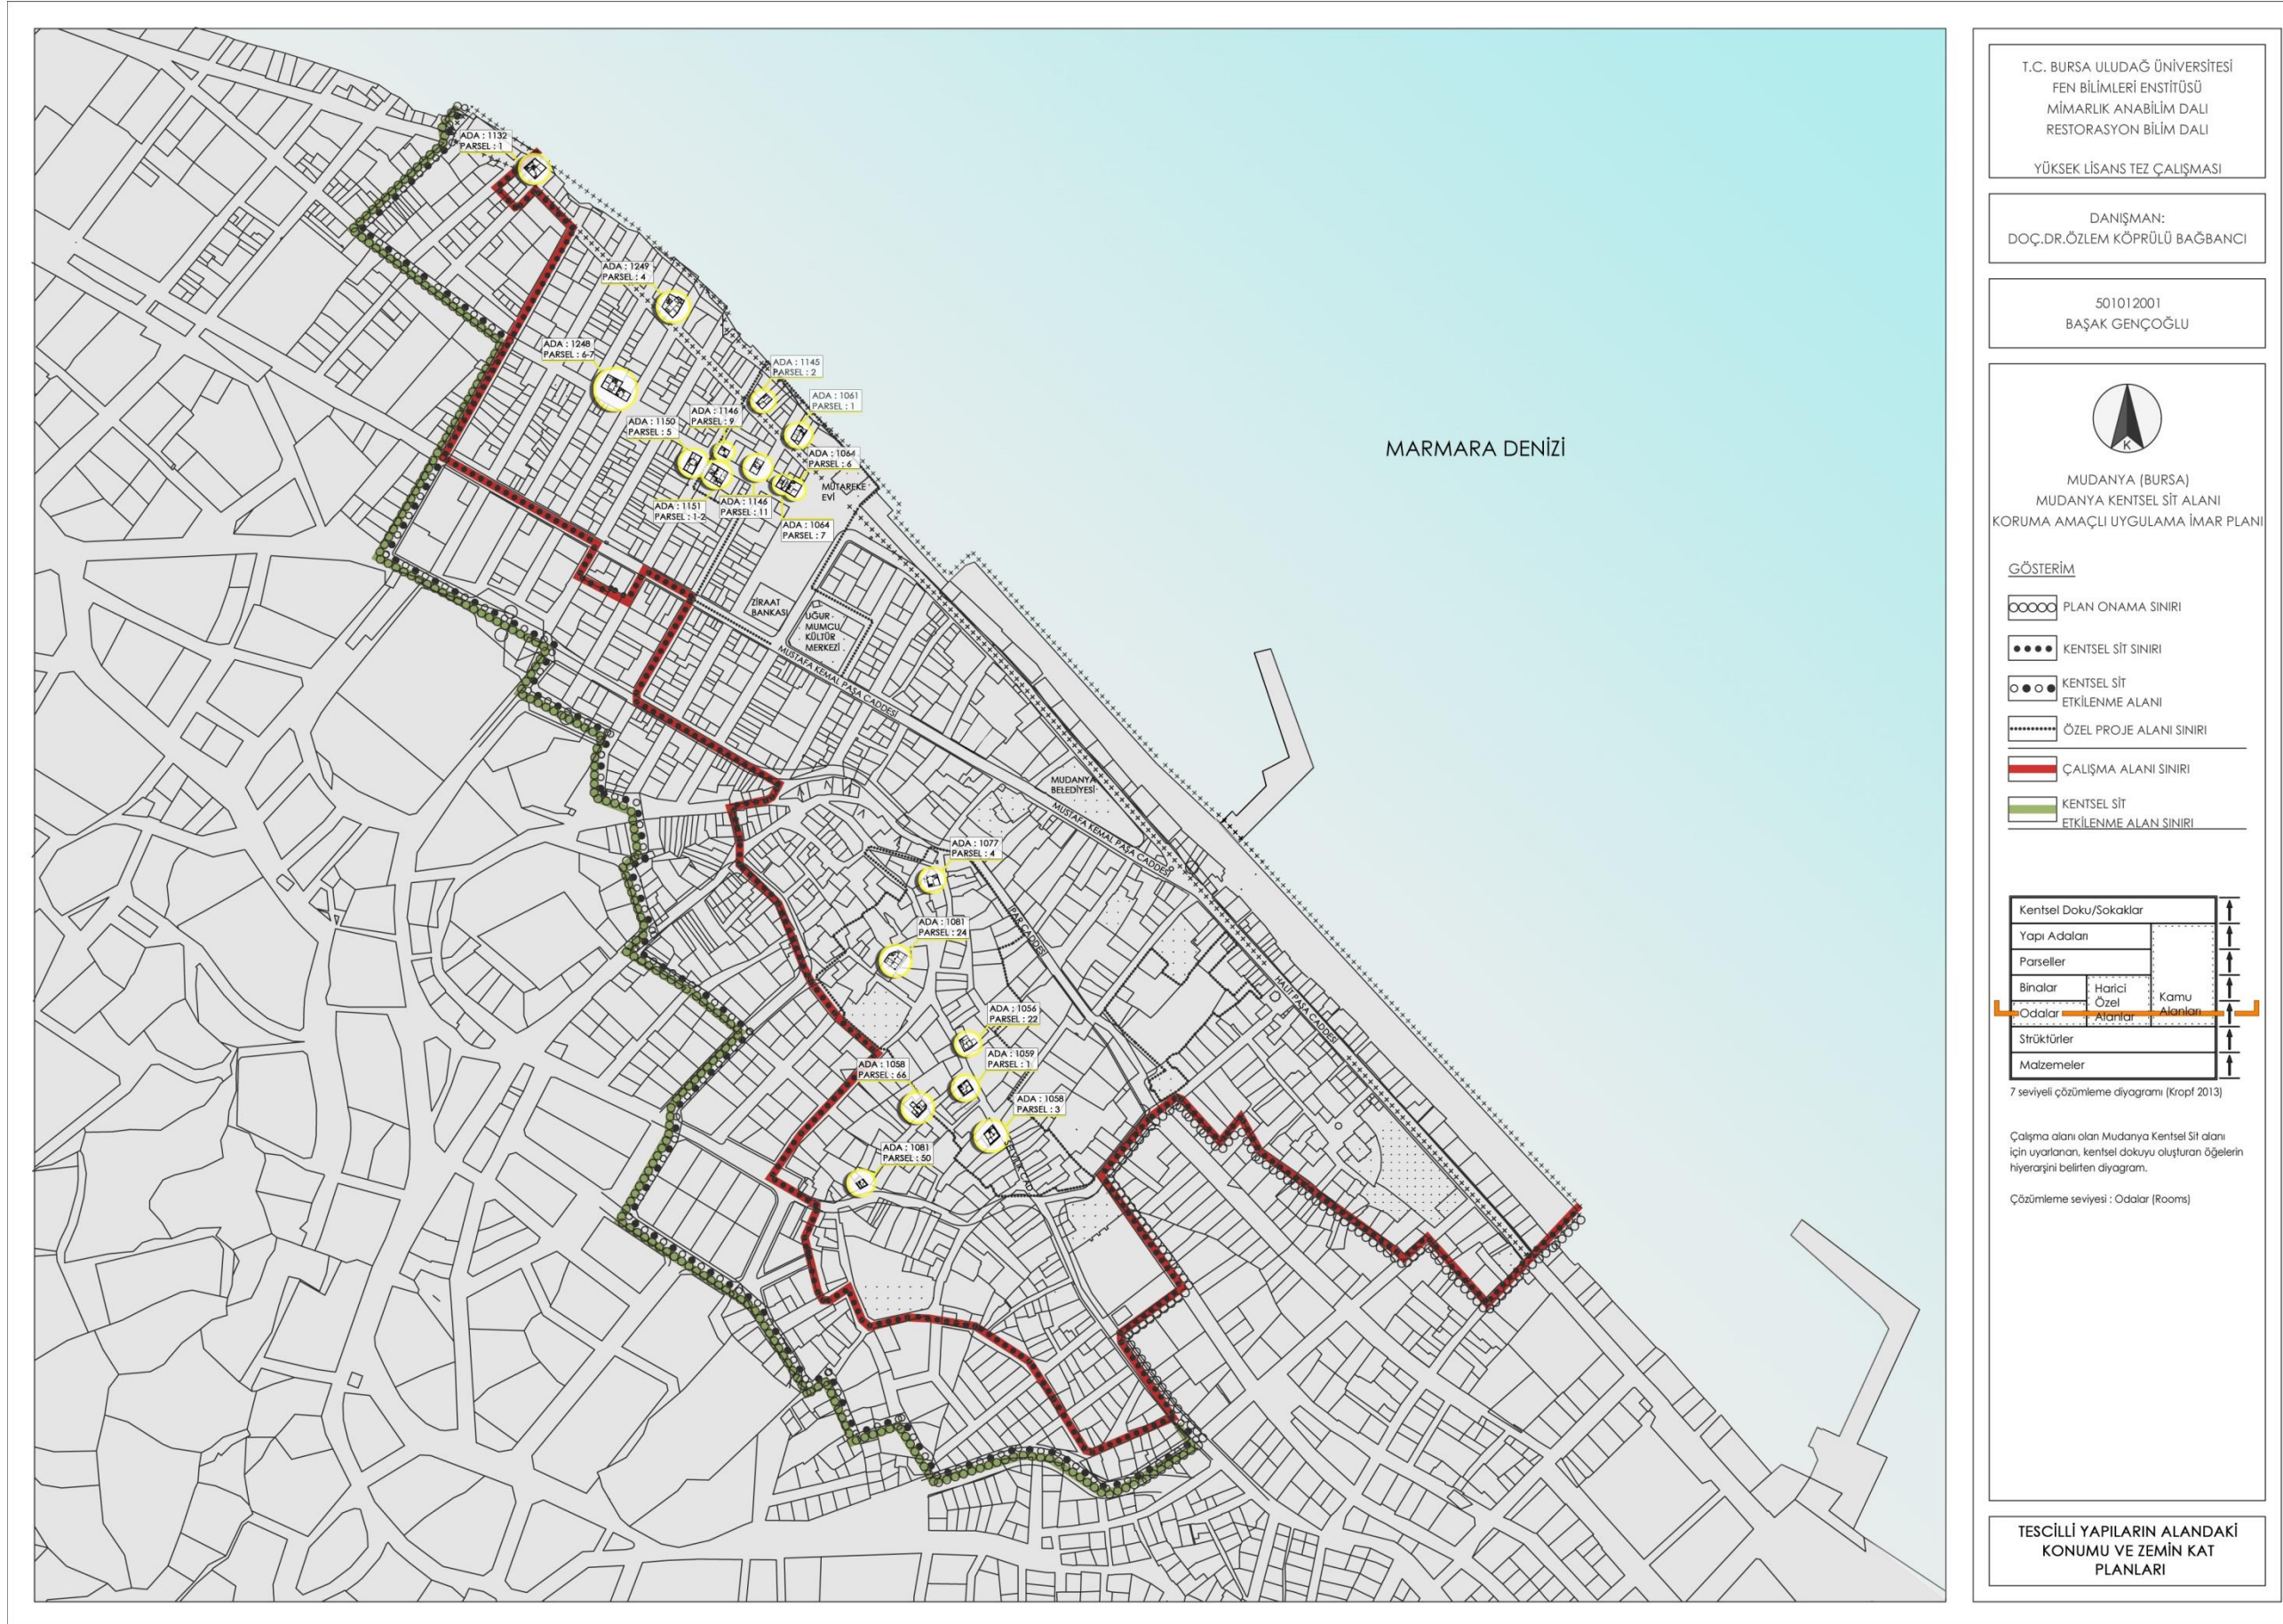 ADA : 1132
PARSEL : 1
ADA : 1249
PARSEL : 4
ADA : 1248
PARSEL : 6-7
ADA : 1145
PARSEL : 2
ADA : 1061
PARSEL : 1
ADA : 1146
PARSEL : 9
ADA : 1150
PARSEL : 5
ADA : 1064
PARSEL : 6
MÜTAREKE
EVİ
ADA : 1151
PARSEL : 1-2
ADA : 1146
PARSEL : 11
ADA : 1064
PARSEL : 7
MARMARA DENİZİ
ZİRAAT
BANKASI
UĞUR
MUMCU
KÜLTÜR
MERKEZİ
MUSTAFA KEMAL PAŞA CADDESİ
MUDANYA
BELEDİYESİ
MUSTAFA KEMAL PAŞA CADDESİ
ADA : 1077
PARSEL : 4
İPAR CADDESİ
ADA : 1081
PARSEL : 24
HALİT PAŞA CADDESİ
ADA : 1056
PARSEL : 22
ADA : 1059
PARSEL : 1
ADA : 1058
PARSEL : 66
ADA : 1058
PARSEL : 3
ADA : 1081
PARSEL : 50
T.C. BURSA ULUDAĞ ÜNİVERSİTESİ
FEN BİLİMLERİ ENSTİTÜSÜ
MİMARLIK ANABİLİM DALI
RESTORASYON BİLİM DALI
YÜKSEK LİSANS TEZ ÇALIŞMASI
DANIŞMAN:
DOÇ.DR.ÖZLEM KÖPRÜLÜ BAĞBANCI
501012001
BAŞAK GENÇOĞLU
K
MUDANYA (BURSA)
MUDANYA KENTSEL SİT ALANI
KORUMA AMAÇLI UYGULAMA İMAR PLANI
GÖSTERİM
PLAN ONAMA SINIRI
KENTSEL SİT SINIRI
KENTSEL SİT
ETKİLENME ALANI
ÖZEL PROJE ALANI SINIRI
ÇALIŞMA ALANI SINIRI
KENTSEL SİT
ETKİLENME ALAN SINIRI
Kentsel Doku/Sokaklar
Yapı Adaları
Parseller
Binalar
Harici
Özel
Alanlar
Kamu
Alanları
Odalar
Strüktürler
Malzemeler
7 seviyeli çözümleme diyagramı (Kropf 2013)
Çalışma alanı olan Mudanya Kentsel Sit alanı
için uyarlanan, kentsel dokuyu oluşturan öğelerin
hiyerarşini belirten diyagram.
Çözümleme seviyesi : Odalar (Rooms)
TESCİLLİ YAPILARIN ALANDAKİ
KONUMU VE ZEMİN KAT
PLANLARI